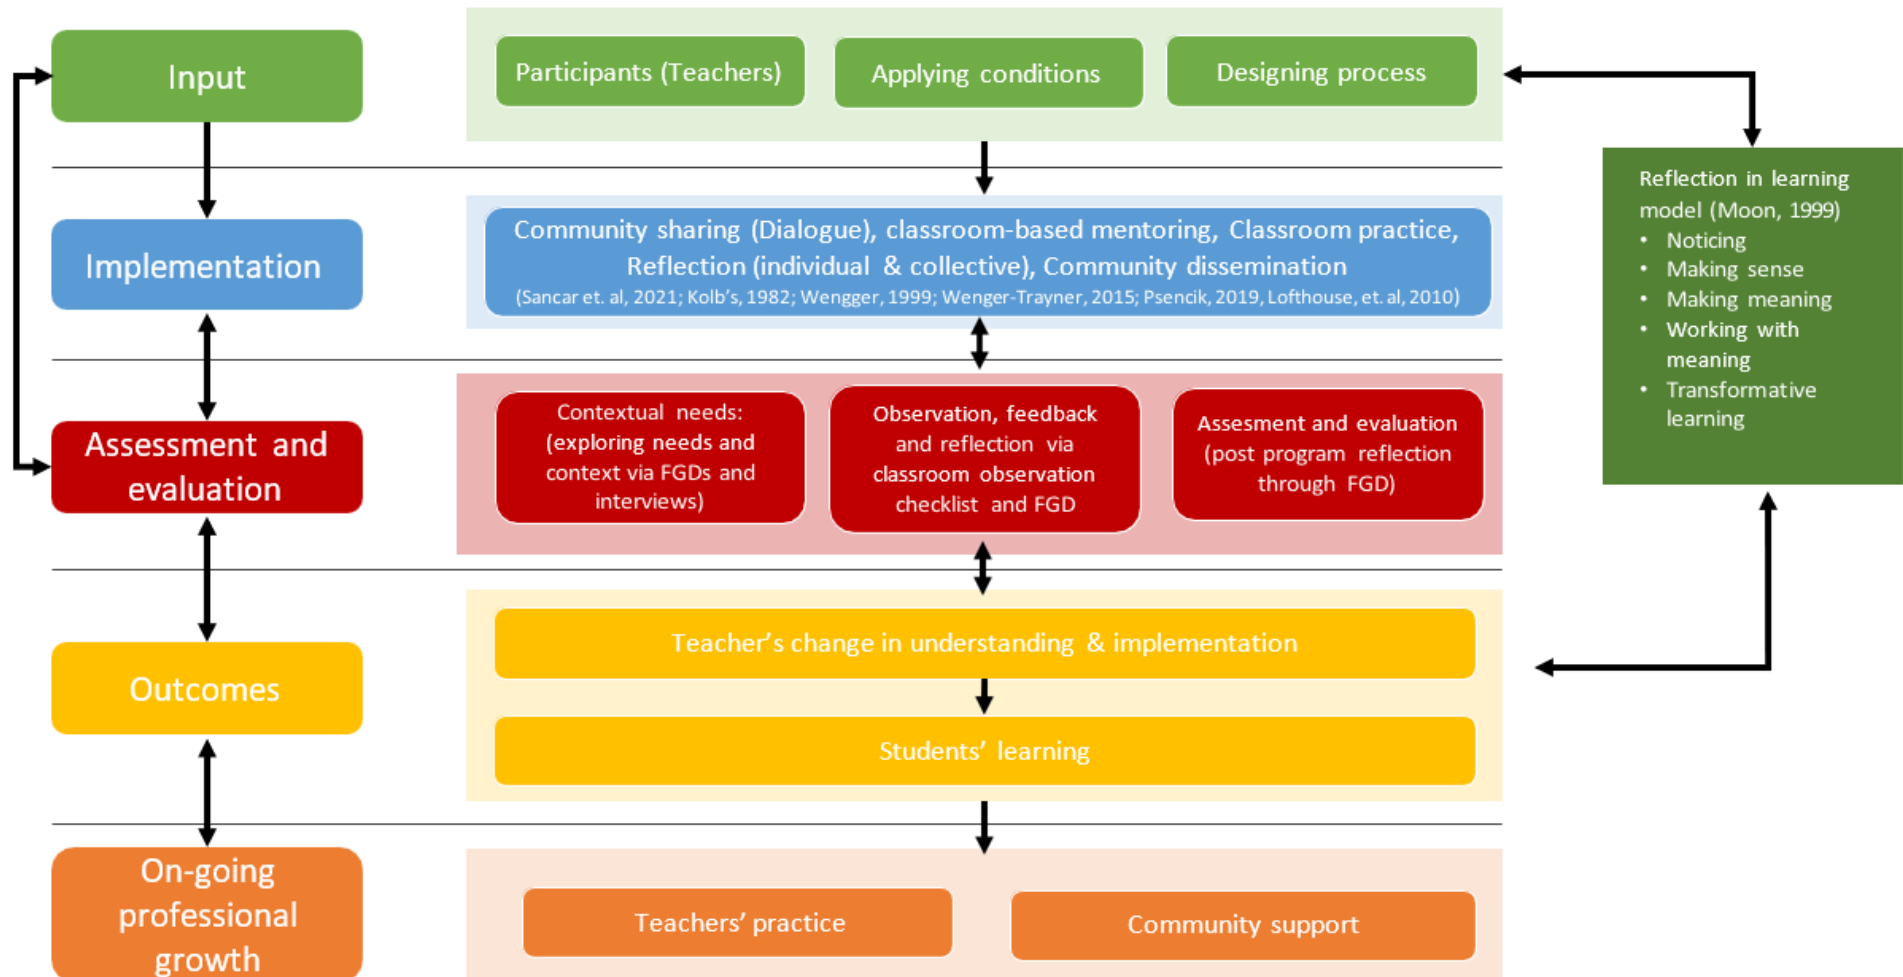 Input
Participants (Teachers)
Applying conditions
Designing process
Implementation
Community sharing (Dialogue), classroom-based mentoring, Classroom practice,
Reflection (individual & collective), Community dissemination
(Sancar et. al, 2021; Kolb's, 1982; Wengger, 1999; Wenger-Trayner, 2015; Psencik, 2019, Lofthouse, et. al, 2010)
Assessment and
evaluation
Contextual needs:
(exploring needs and
context via FGDs and
interviews)
Observation, feedback
and reflection via
classroom observation
checklist and FGD
Assesment and evaluation
(post program reflection
through FGD)
Outcomes
Teacher's change in understanding & implementation
Students' learning
On-going
professional
growth
Teachers' practice
Community support
Reflection in learning
model (Moon, 1999)
• Noticing
• Making sense
• Making meaning
• Working with
meaning
• Transformative
learning